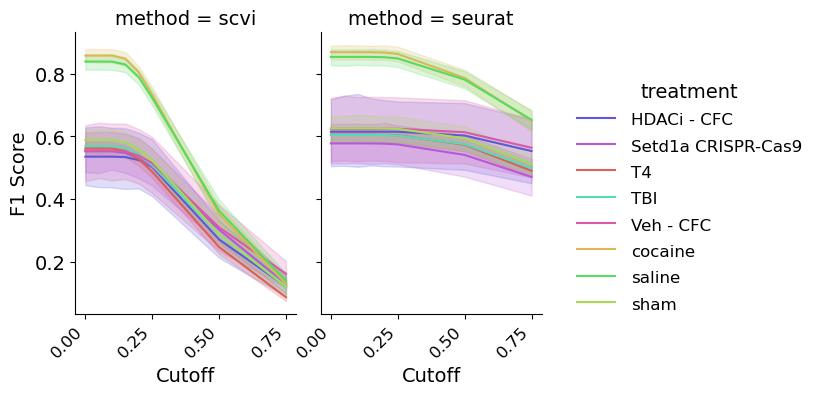 method = scvi
method = seurat
F1 Score
0.8
0.6
0.4
0.2
0.00
0.25
0.50
0.75
Cutoff
0.00
0.25
0.50
0.75
Cutoff
treatment
HDACi - CFC
Setd1a CRISPR-Cas9
T4
TBI
Veh - CFC
cocaine
saline
sham